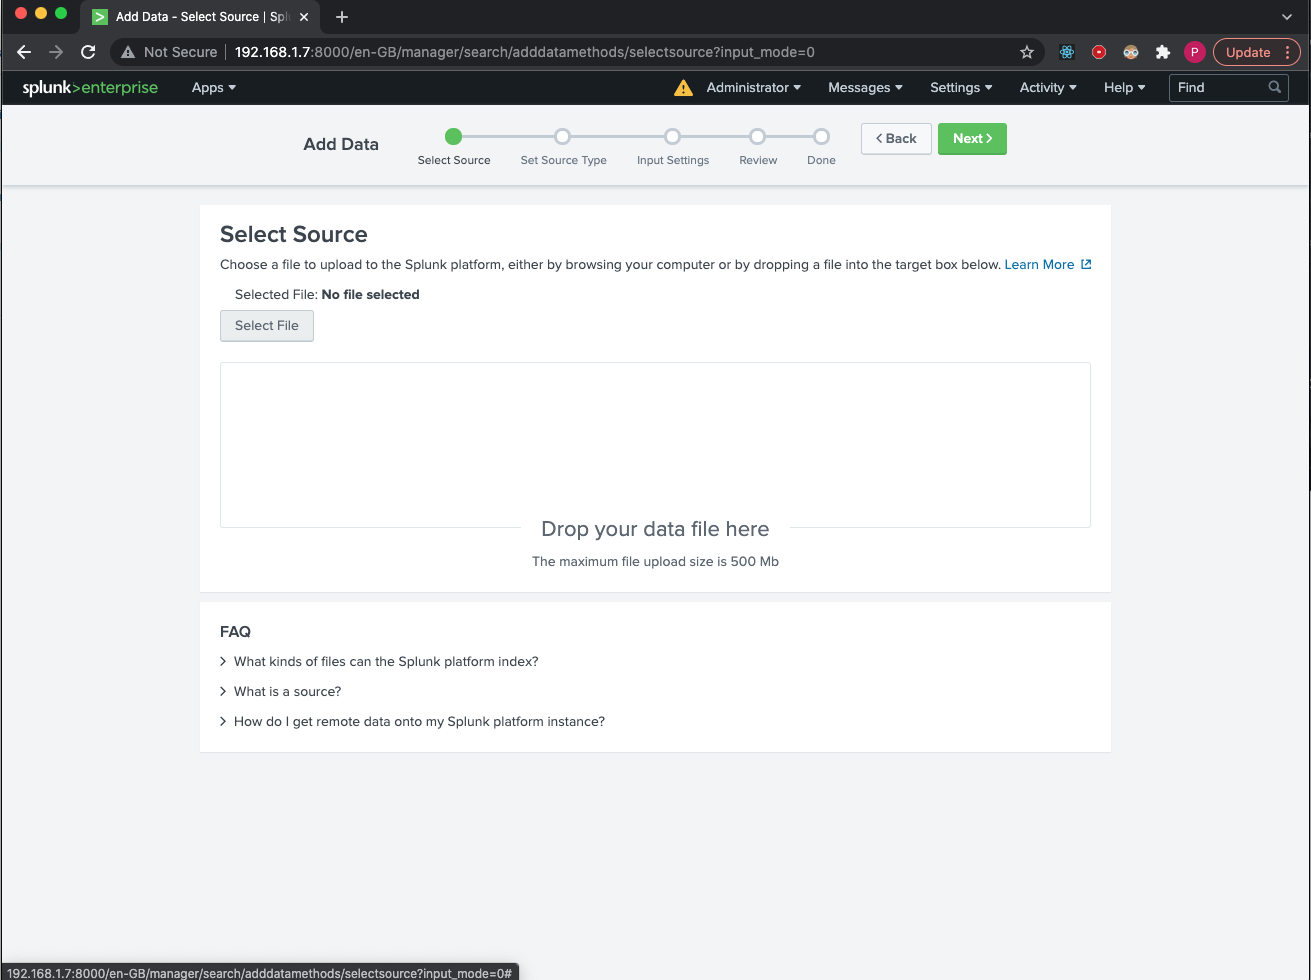 Add Data - Select Source | Spl
Not Secure | 192.168.1.7:8000/en-GB/manager/search/adddatamethods/selectsource?input_mode=0
P
Update
splunk>enterprise
Apps
Administrator
Messages
Settings
Activity
Help
Find
Add Data
Select Source
Set Source Type
Input Settings
Review
Done
Back
Next
Select Source
Choose a file to upload to the Splunk platform, either by browsing your computer or by dropping a file into the target box below. Learn More
Selected File: No file selected
Select File
Drop your data file here
The maximum file upload size is 500 Mb
FAQ
What kinds of files can the Splunk platform index?
What is a source?
How do I get remote data onto my Splunk platform instance?
192.168.1.7:8000/en-GB/manager/search/adddatamethods/selectsource?input_mode=0#